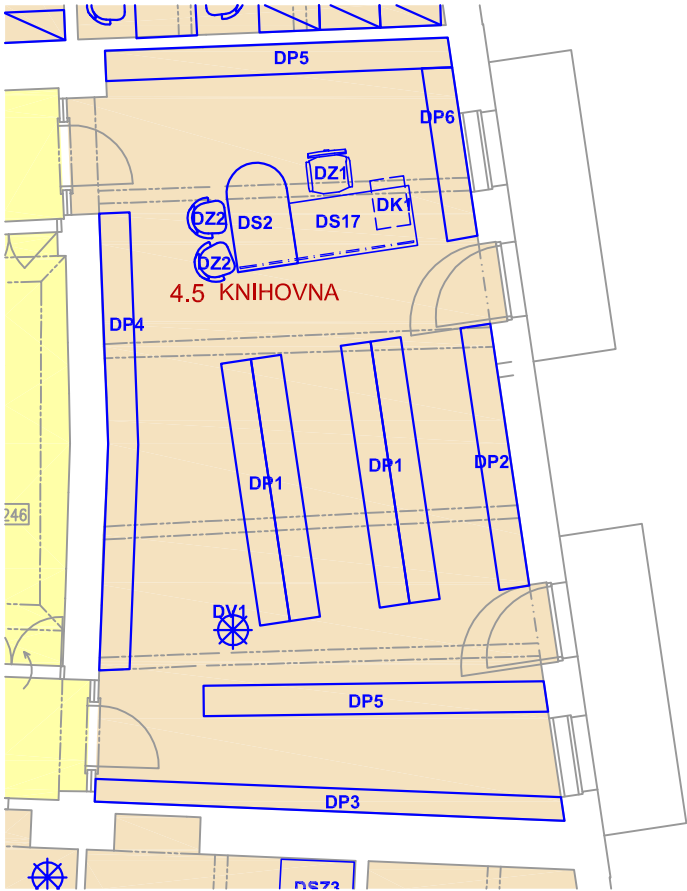 DP5
DP6
DZ1
DK1
DZ2
DS2
DS17
DZ2
4.5 KNIHOVNA
DP4
DP1
DP1
DP2
246
DV1
DP5
DP3
DSZ3